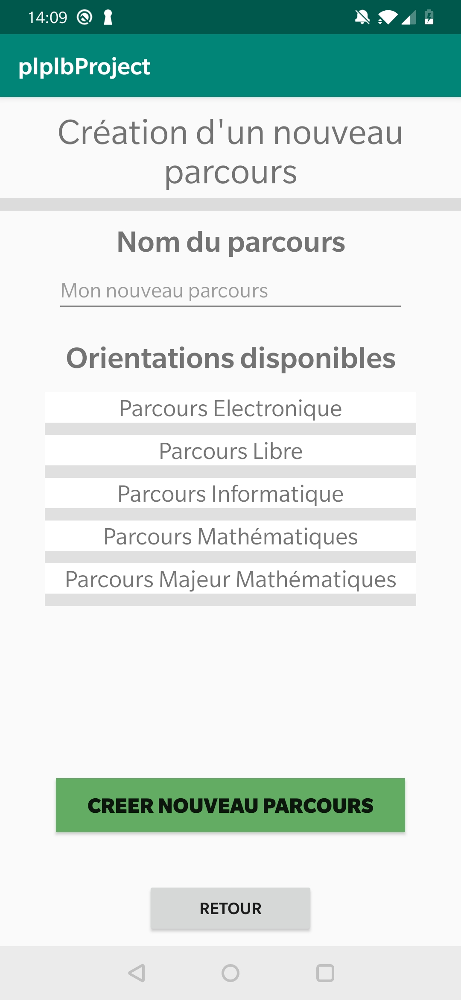 14:09
plplbProject
Création d'un nouveau
parcours
Nom du parcours
Mon nouveau parcours
Orientations disponibles
Parcours Electronique
Parcours Libre
Parcours Informatique
Parcours Mathématiques
Parcours Majeur Mathématiques
CREER NOUVEAU PARCOURS
RETOUR